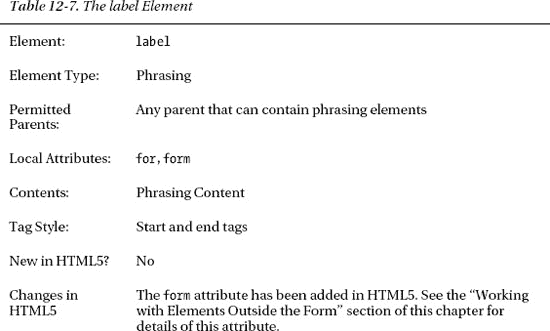 Table 12-7. The label Element
Element: label
Element Type: Phrasing
Permitted Any parent that can contain phrasing elements
Parents:
Local Attributes: for, form
Contents: Phrasing Content
Tag Style: Start and end tags
New in HTML5? No
Changes in The form attribute has been added in HTML5. See the “Working
HTML5 with Elements Outside the Form” section of this chapter for
details of this attribute.